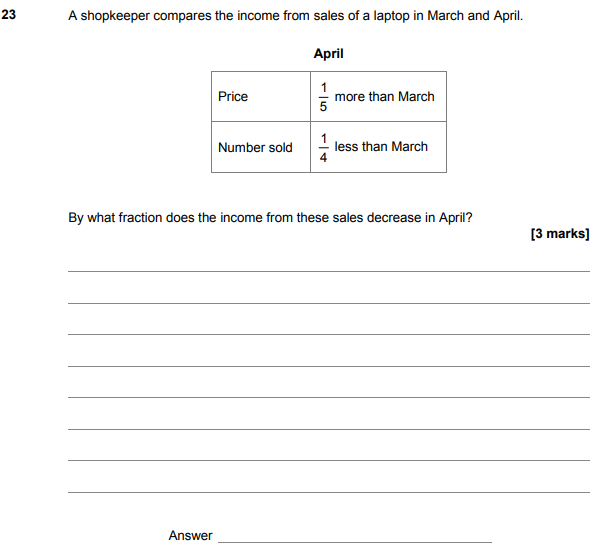 23 A shopkeeper compares the income from sales of a laptop in March and April.
April
Price 1/5 more than March
Number sold 1/4 less than March
By what fraction does the income from these sales decrease in April?
[3 marks]
Answer